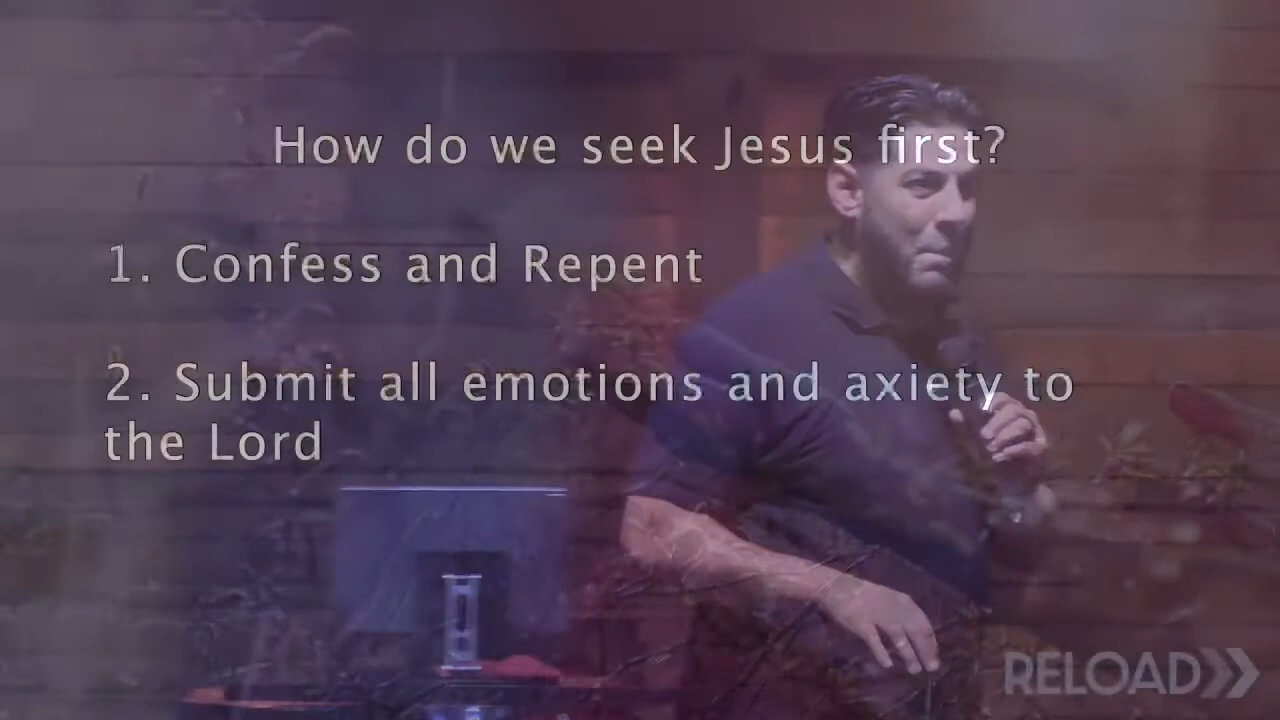 How do we seek Jesus first?
1. Confess and Repent
2. Submit all emotions and axiety to
the Lord
RELOAD